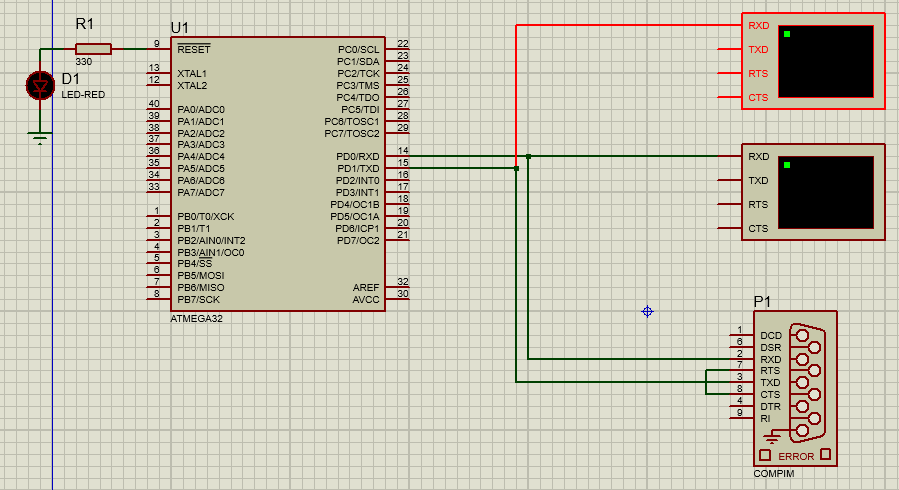 R1
330
D1
LED-RED
U1
9 RESET
13 XTAL1
12 XTAL2
40 PA0/ADC0
39 PA1/ADC1
38 PA2/ADC2
37 PA3/ADC3
36 PA4/ADC4
35 PA5/ADC5
34 PA6/ADC6
33 PA7/ADC7
1 PB0/T0/XCK
2 PB1/T1
3 PB2/AIN0/INT2
4 PB3/AIN1/OC0
5 PB4/SS
6 PB5/MOSI
7 PB6/MISO
8 PB7/SCK
PC0/SCL 22
PC1/SDA 23
PC2/TCK 24
PC3/TMS 25
PC4/TDO 26
PC5/TDI 27
PC6/TOSC1 28
PC7/TOSC2 29
PD0/RXD 14
PD1/TXD 15
PD2/INT0 16
PD3/INT1 17
PD4/OC1B 18
PD5/OC1A 19
PD6/ICP1 20
PD7/OC2 21
AREF 32
AVCC 30
ATMEGA32
RXD
TXD
RTS
CTS
RXD
TXD
RTS
CTS
P1
1 DCD
6 DSR
2 RXD
7 RTS
3 TXD
8 CTS
4 DTR
9 RI
ERROR
COMPIM